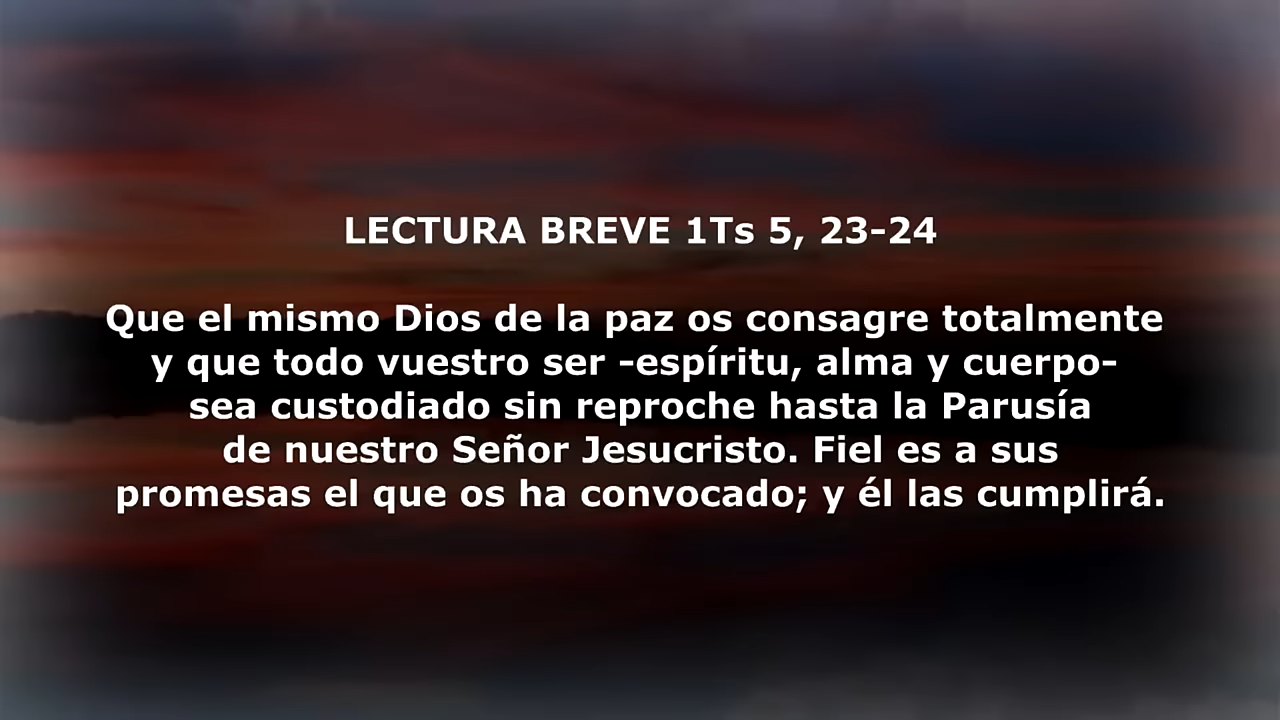 LECTURA BREVE 1Ts 5, 23-24
Que el mismo Dios de la paz os consagre totalmente
y que todo vuestro ser -espíritu, alma y cuerpo-
sea custodiado sin reproche hasta la Parusía
de nuestro Señor Jesucristo. Fiel es a sus
promesas el que os ha convocado; y él las cumplirá.